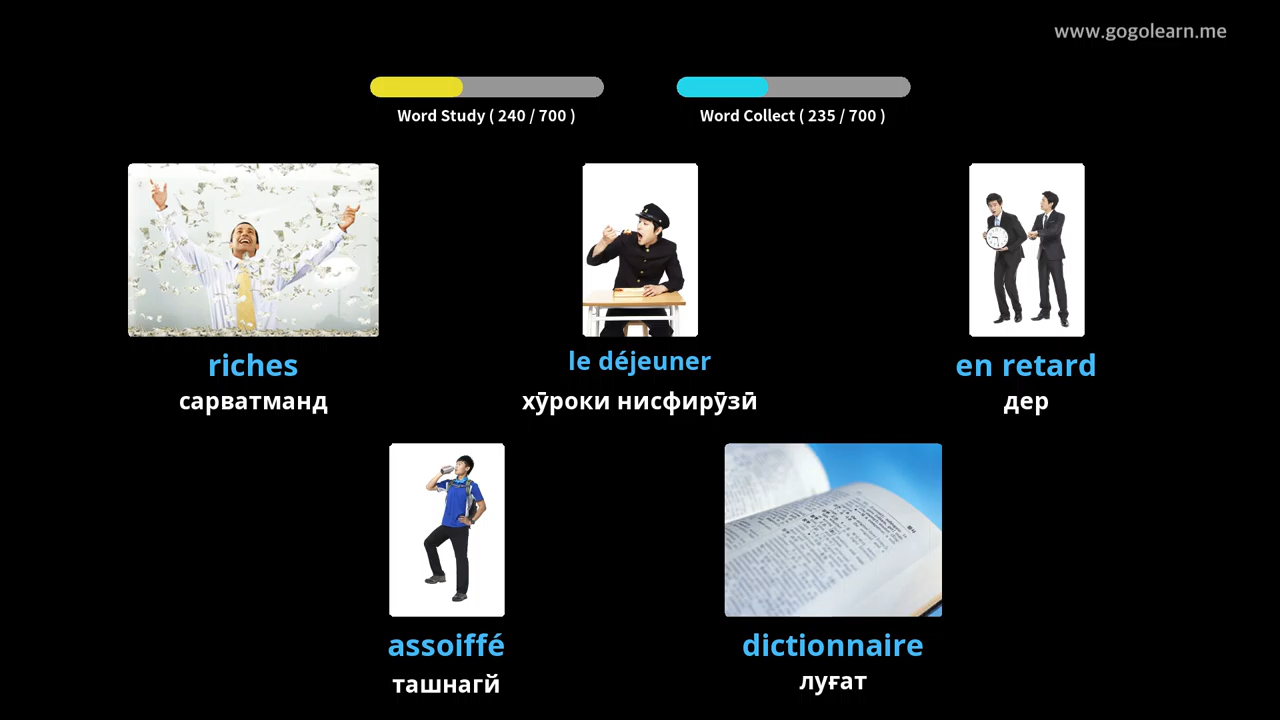 www.gogolearn.me
Word Study ( 240 / 700 )
Word Collect ( 235 / 700 )
riches
сарватманд
le déjeuner
хӯроки нисфирӯзӣ
en retard
дер
assoiffé
ташнагй
dictionnaire
луғат